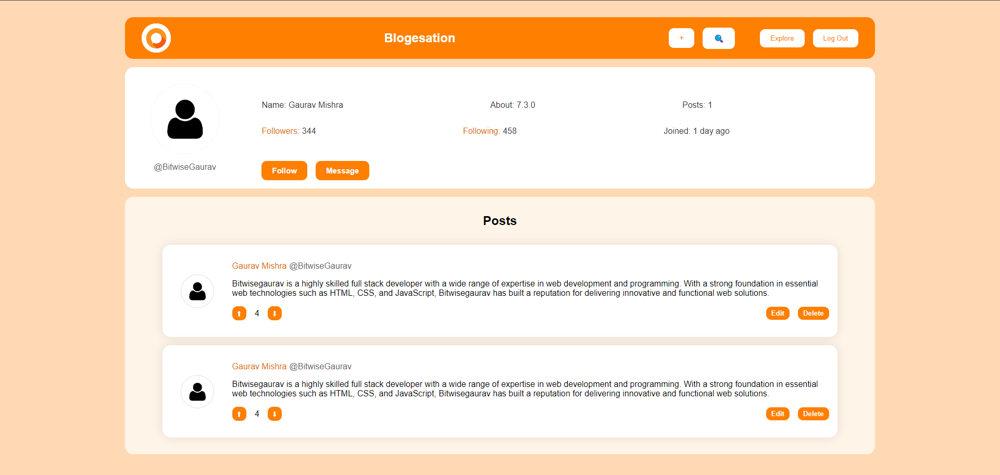 Blogesation
+
Explore
Log Out
Name: Gaurav Mishra
About: 7.3.0
Posts: 1
Followers: 344
Following: 458
Joined: 1 day ago
@BitwiseGaurav
Follow
Message
Posts
Gaurav Mishra @BitwiseGaurav
Bitwisegaurav is a highly skilled full stack developer with a wide range of expertise in web development and programming. With a strong foundation in essential
web technologies such as HTML, CSS, and JavaScript, Bitwisegaurav has built a reputation for delivering innovative and functional web solutions.
4
Edit
Delete
Gaurav Mishra @BitwiseGaurav
Bitwisegaurav is a highly skilled full stack developer with a wide range of expertise in web development and programming. With a strong foundation in essential
web technologies such as HTML, CSS, and JavaScript, Bitwisegaurav has built a reputation for delivering innovative and functional web solutions.
4
Edit
Delete